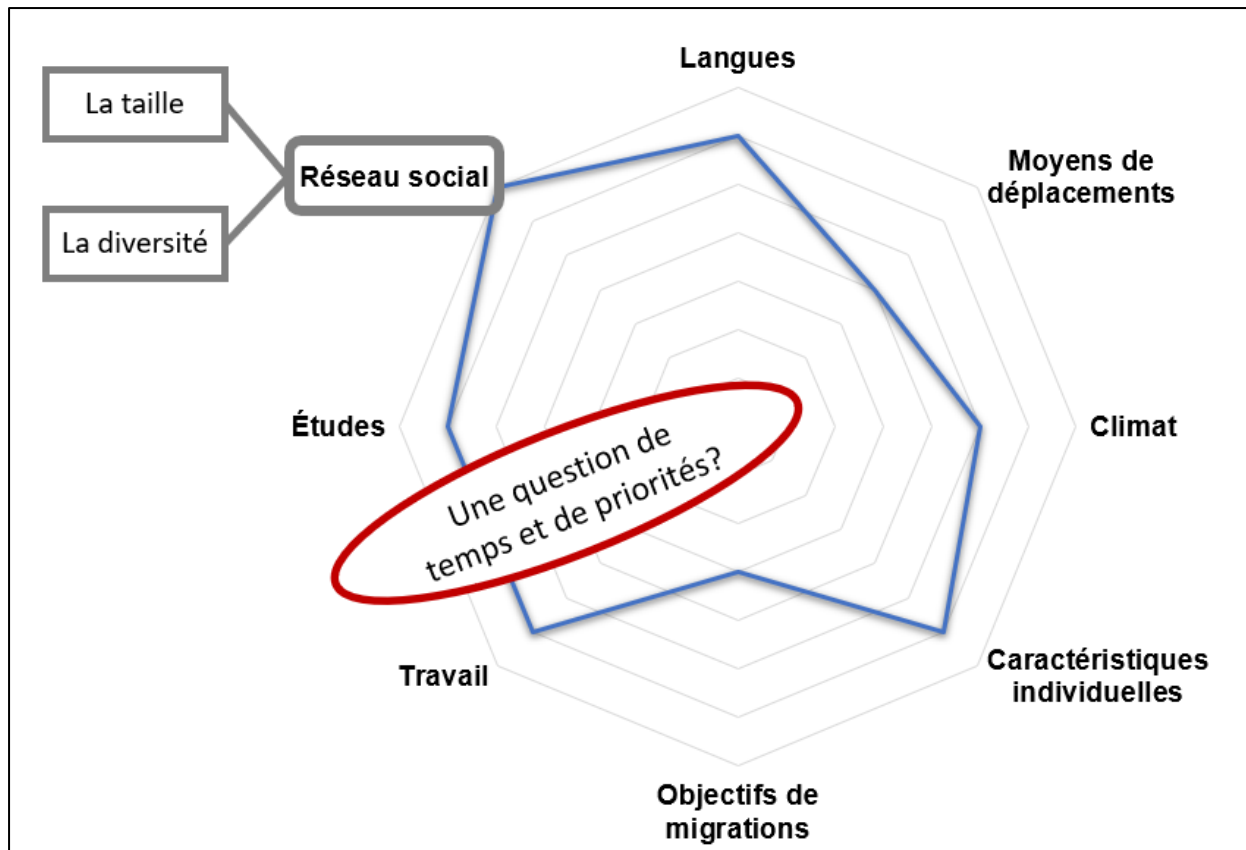 Langues
La taille
Moyens de
déplacements
Réseau social
La diversité
Études
Climat
Une question de
temps et de priorités?
Travail
Caractéristiques
individuelles
Objectifs de
migrations